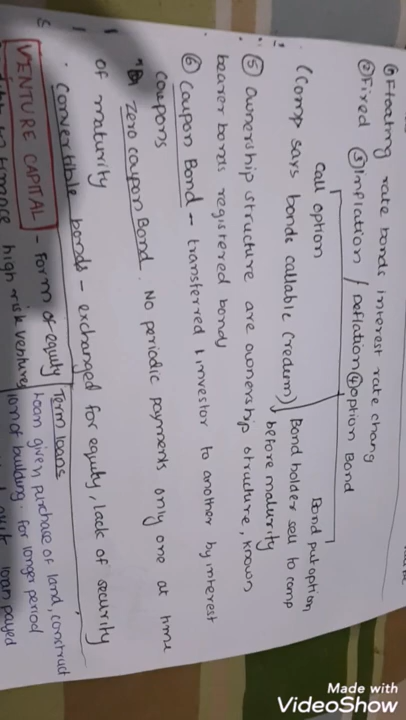 ① Floating rate bonds interest rate chang
② Fixed ③ Inflation / Deflation ④ option Bond
call option
Bond put option
(Comp says bonds callable (redeem)
Bond holder sell to comp
before maturity
⑤ ownership structure are ownership structure, known
bearer bonds registered bonds
⑥ Coupon Bond - transferred 1 investor to another by interest
coupons
Zero coupon Bond. No periodic payments only one at time
of maturity
Convertible bonds - exchanged for equity, lack of security
VENTURE CAPITAL - Form of equity
to finance high risk venture
Term loans
loan given purchase of land, construct
ion of building. for longer period
loan payed
Made with
VideoShow